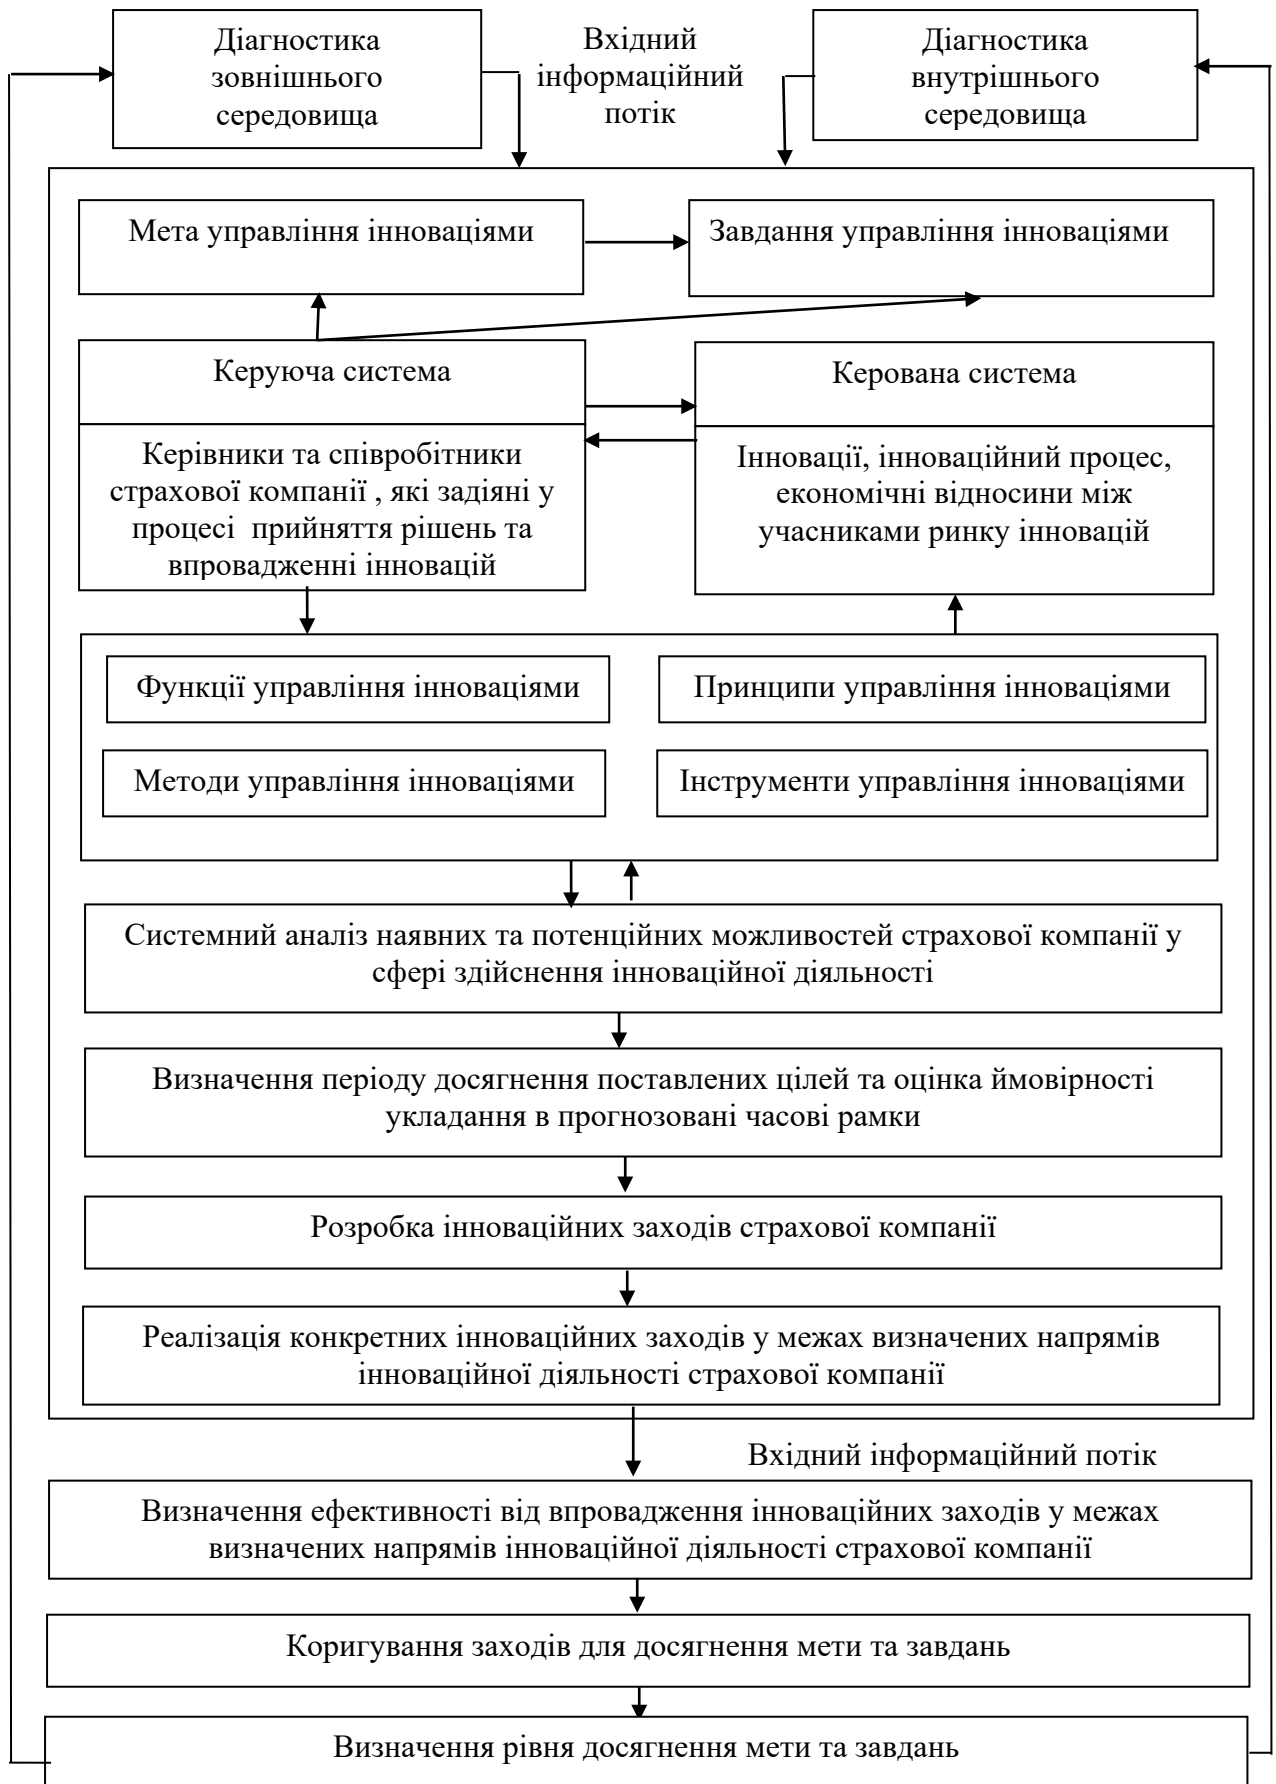 Діагностика
зовнішнього
середовища
Вхідний
інформаційний
потік
Діагностика
внутрішнього
середовища
Мета управління інноваціями
Завдання управління інноваціями
Керуюча система
Керована система
Керівники та співробітники
страхової компанії , які задіяні у
процесі прийняття рішень та
впровадженні інновацій
Інновації, інноваційний процес,
економічні відносини між
учасниками ринку інновацій
Функції управління інноваціями
Принципи управління інноваціями
Методи управління інноваціями
Інструменти управління інноваціями
Системний аналіз наявних та потенційних можливостей страхової компанії у
сфері здійснення інноваційної діяльності
Визначення періоду досягнення поставлених цілей та оцінка ймовірності
укладання в прогнозовані часові рамки
Розробка інноваційних заходів страхової компанії
Реалізація конкретних інноваційних заходів у межах визначених напрямів
інноваційної діяльності страхової компанії
Вхідний інформаційний потік
Визначення ефективності від впровадження інноваційних заходів у межах
визначених напрямів інноваційної діяльності страхової компанії
Коригування заходів для досягнення мети та завдань
Визначення рівня досягнення мети та завдань